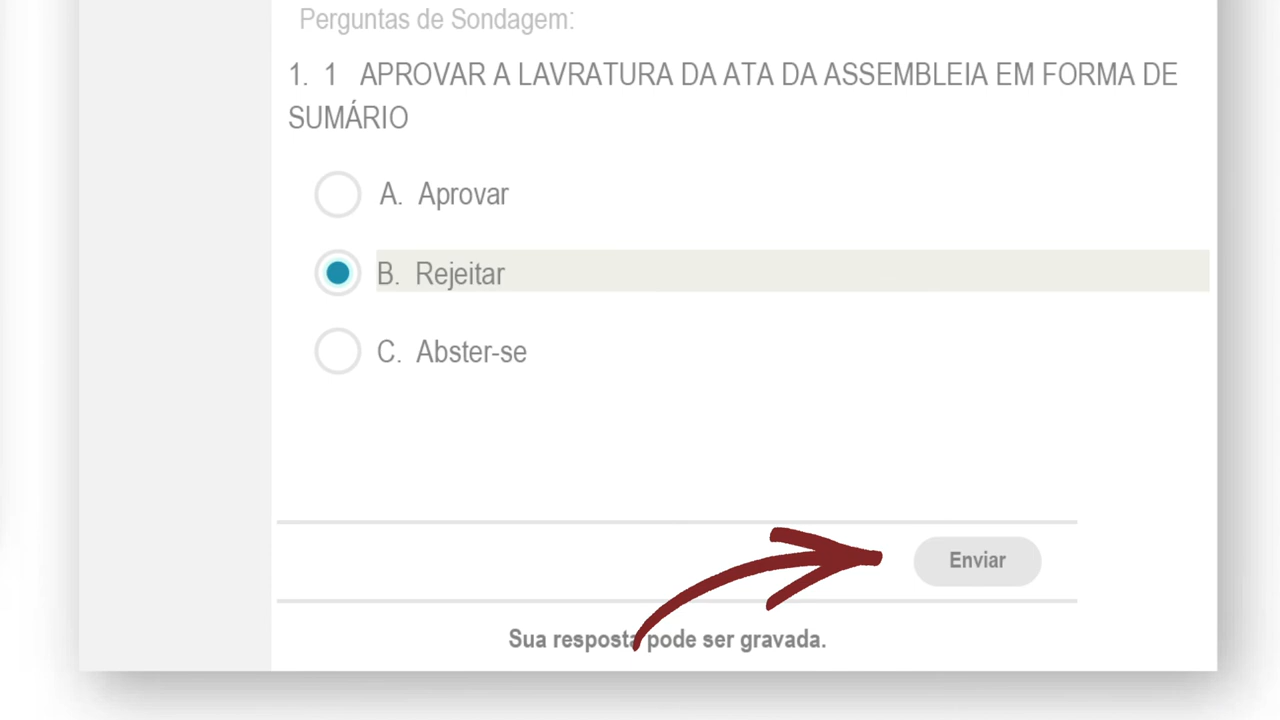 Perguntas de Sondagem:
1. 1 APROVAR A LAVRATURA DA ATA DA ASSEMBLEIA EM FORMA DE
SUMÁRIO
A. Aprovar
B. Rejeitar
C. Abster-se
Enviar
Sua resposta pode ser gravada.